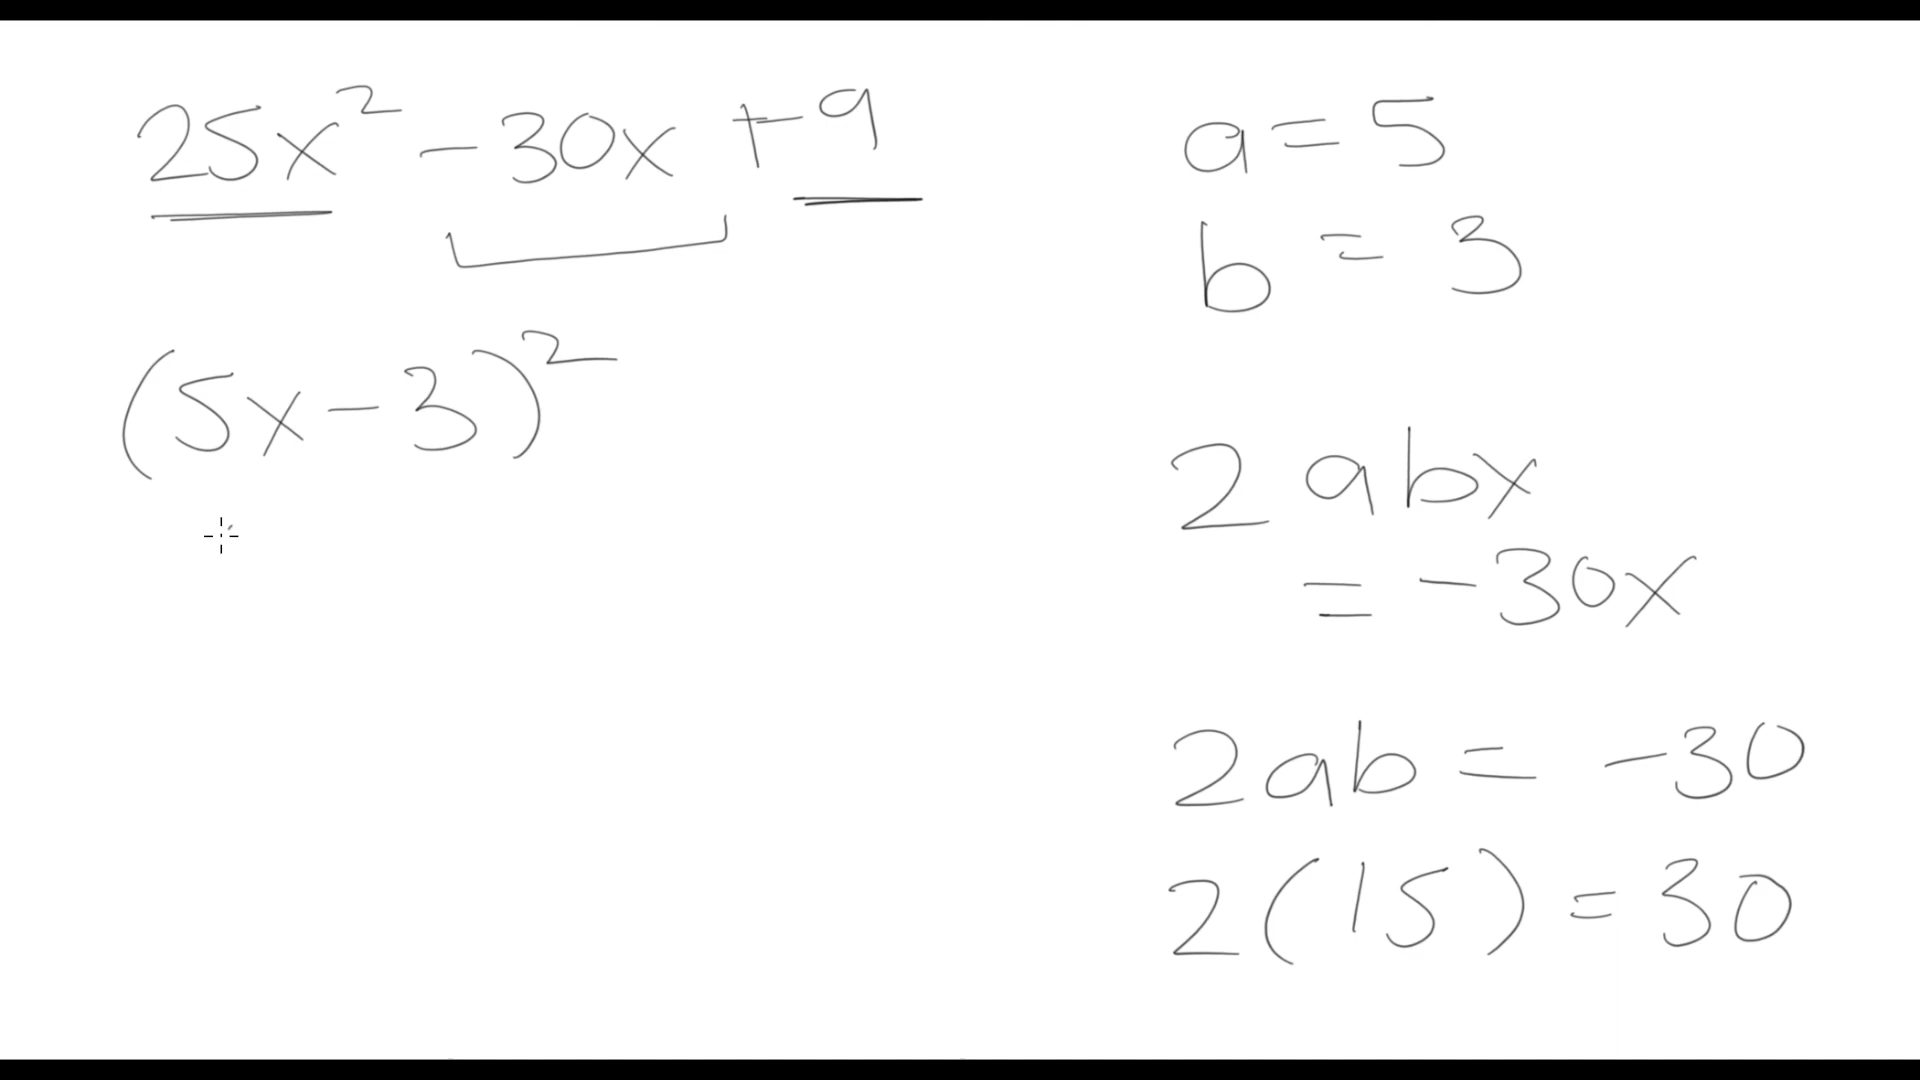 25x² - 30x + 9
(5x - 3)²
a = 5
b = 3
2abx
= -30x
2ab = -30
2(15) = 30